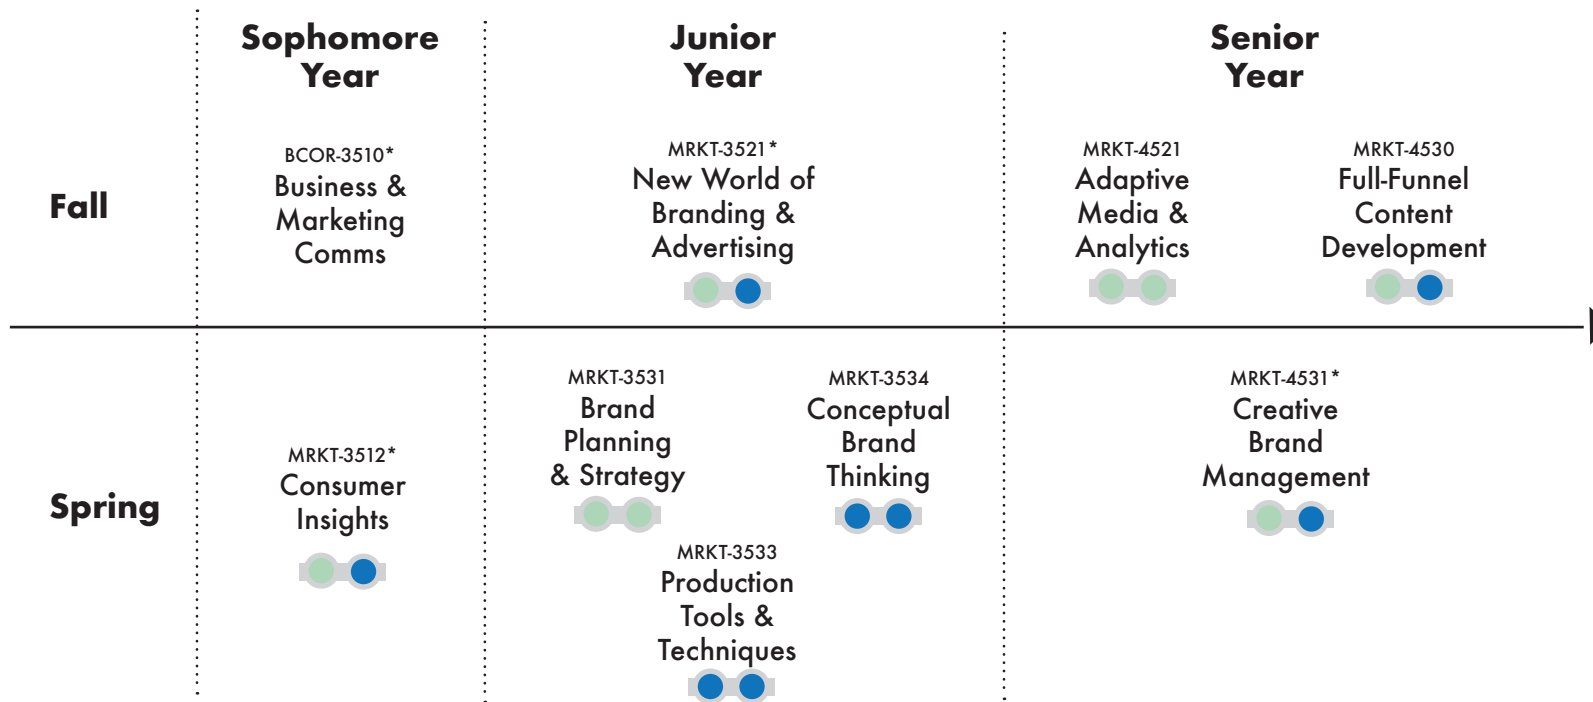 Sophomore
Year
Junior
Year
Senior
Year
Fall
BCOR-3510*
Business &
Marketing
Comms
MRKT-3521*
New World of
Branding &
Advertising
MRKT-4521
Adaptive
Media &
Analytics
MRKT-4530
Full-Funnel
Content
Development
Spring
MRKT-3512*
Consumer
Insights
MRKT-3531
Brand
Planning
& Strategy
MRKT-3534
Conceptual
Brand
Thinking
MRKT-3533
Production
Tools &
Techniques
MRKT-4531*
Creative
Brand
Management